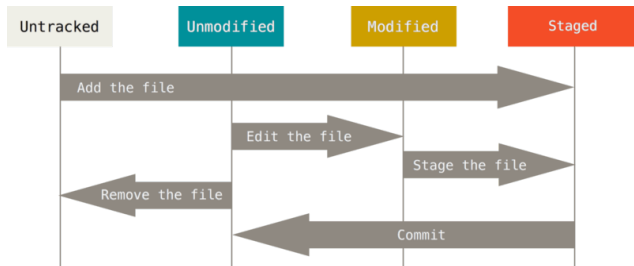 Untracked
Unmodified
Modified
Staged
Add the file
Edit the file
Stage the file
Remove the file
Commit